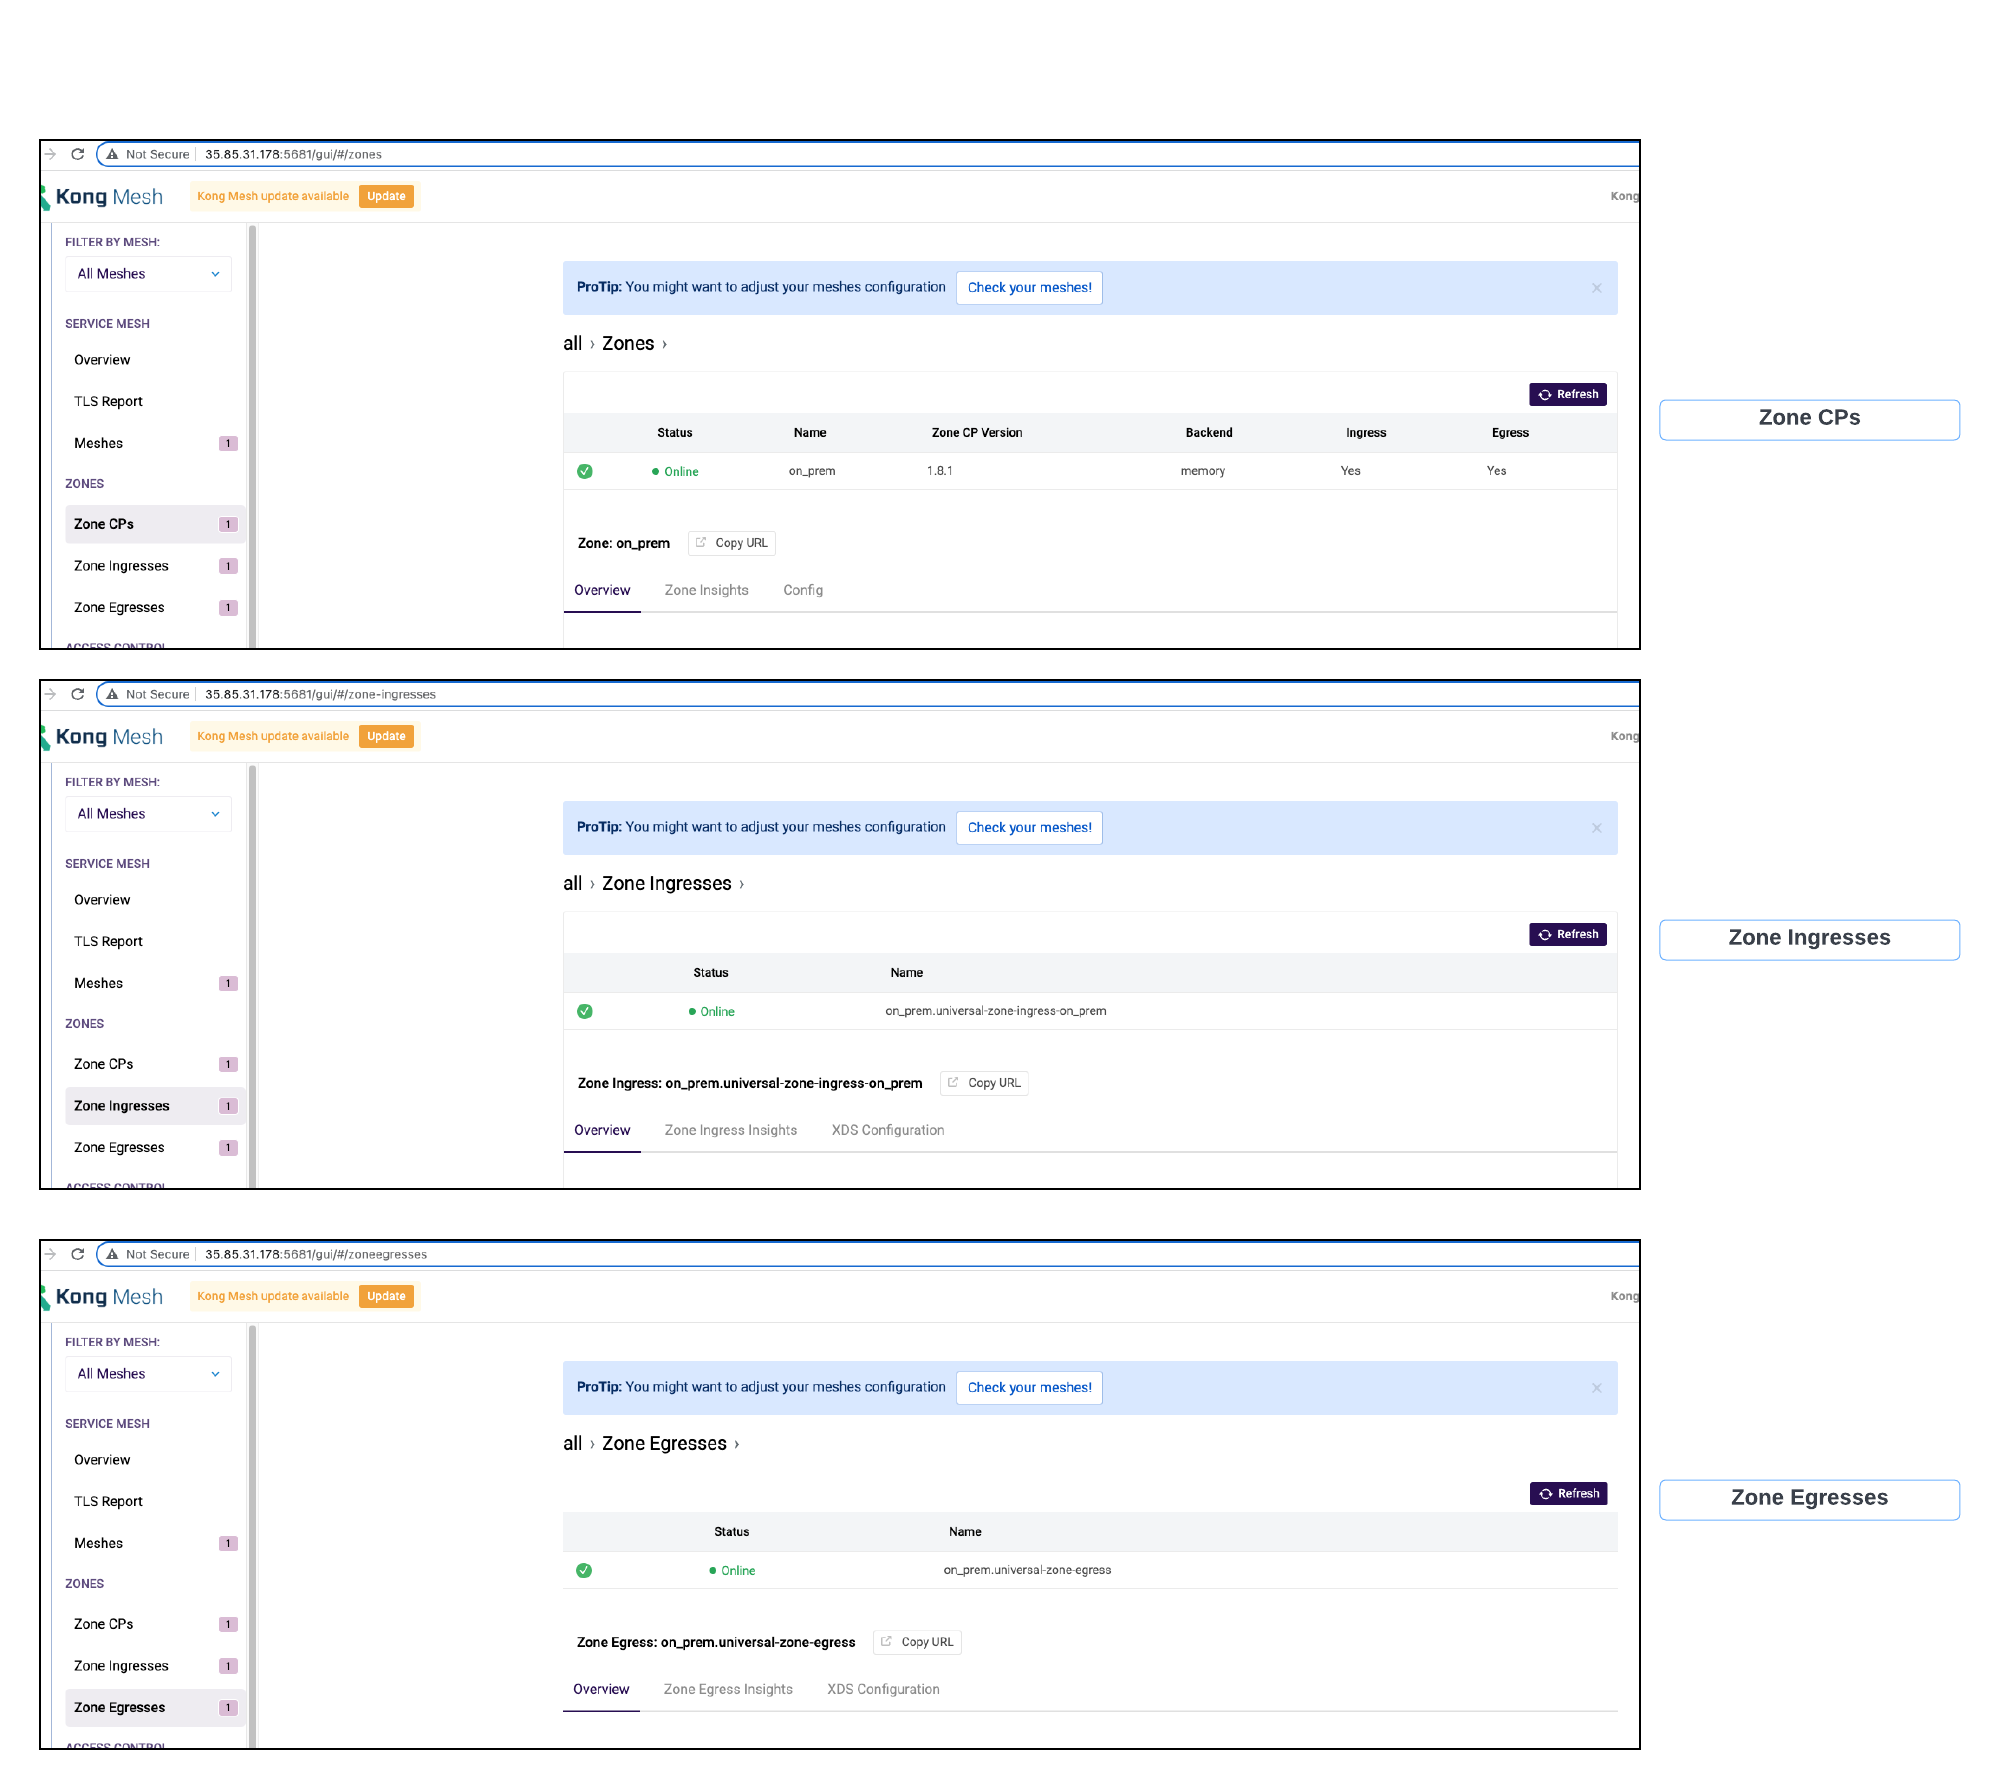 Not Secure 35.85.31.178:5681/gui/#/zones
Kong Mesh Kong Mesh update available Update Kong
FILTER BY MESH:
All Meshes
ProTip: You might want to adjust your meshes configuration Check your meshes! ×
SERVICE MESH
all › Zones ›
Overview
Refresh
TLS Report
Status Name Zone CP Version Backend Ingress Egress
Meshes 1
Online on_prem 1.8.1 memory Yes Yes
ZONES
Zone CPs 1
Zone: on_prem Copy URL
Zone Ingresses 1
Overview Zone Insights Config
Zone Egresses 1
ACCESS CONTROL
Zone CPs
Not Secure 35.85.31.178:5681/gui/#/zone-ingresses
Kong Mesh Kong Mesh update available Update Kong
FILTER BY MESH:
All Meshes
ProTip: You might want to adjust your meshes configuration Check your meshes! ×
SERVICE MESH
all › Zone Ingresses ›
Overview
Refresh
TLS Report
Status Name
Meshes 1
Online on_prem.universal-zone-ingress-on_prem
ZONES
Zone CPs 1
Zone Ingress: on_prem.universal-zone-ingress-on_prem Copy URL
Zone Ingresses 1
Overview Zone Ingress Insights XDS Configuration
Zone Egresses 1
ACCESS CONTROL
Zone Ingresses
Not Secure 35.85.31.178:5681/gui/#/zoneegresses
Kong Mesh Kong Mesh update available Update Kong
FILTER BY MESH:
All Meshes
ProTip: You might want to adjust your meshes configuration Check your meshes! ×
SERVICE MESH
all › Zone Egresses ›
Overview
Refresh
TLS Report
Status Name
Meshes 1
Online on_prem.universal-zone-egress
ZONES
Zone CPs 1
Zone Egress: on_prem.universal-zone-egress Copy URL
Zone Ingresses 1
Overview Zone Egress Insights XDS Configuration
Zone Egresses 1
ACCESS CONTROL
Zone Egresses